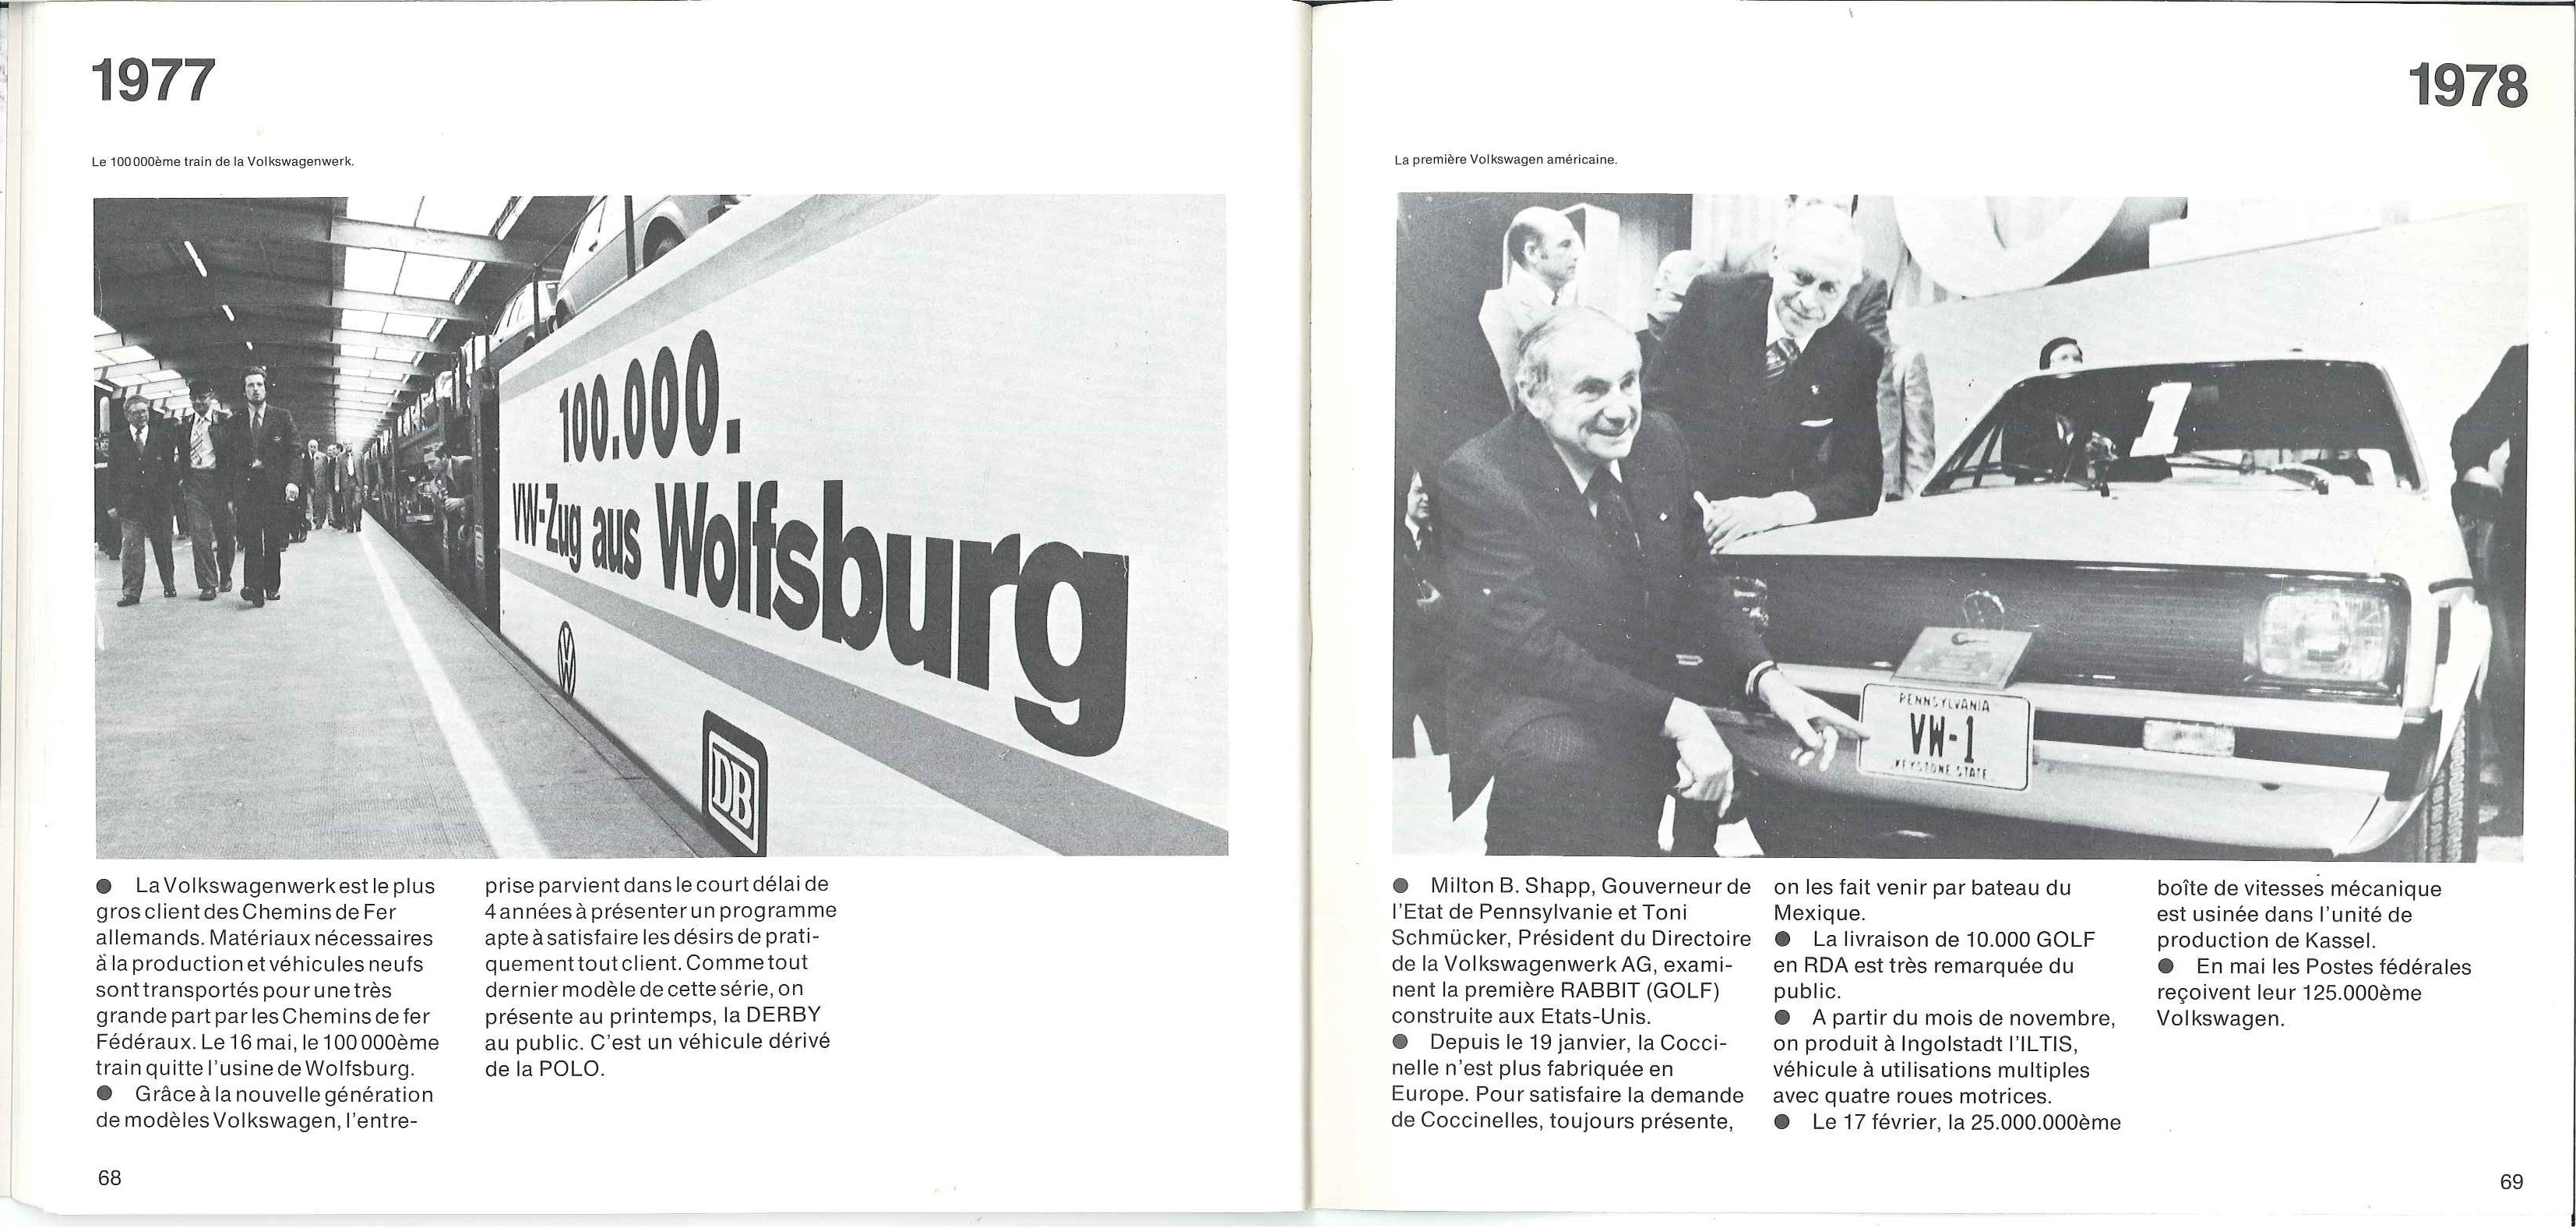 1977
Le 100 000ème train de la Volkswagenwerk.
100.000.
VW-Zug aus Wolfsburg
VW
DB
● La Volkswagenwerk est le plus
gros client des Chemins de Fer
allemands. Matériaux nécessaires
à la production et véhicules neufs
sont transportés pour une très
grande part par les Chemins de fer
Fédéraux. Le 16 mai, le 100 000ème
train quitte l'usine de Wolfsburg.
● Grâce à la nouvelle génération
de modèles Volkswagen, l'entre-
prise parvient dans le court délai de
4 années à présenter un programme
apte à satisfaire les désirs de prati-
quement tout client. Comme tout
dernier modèle de cette série, on
présente au printemps, la DERBY
au public. C'est un véhicule dérivé
de la POLO.
68
1978
La première Volkswagen américaine.
1
PENNSYLVANIA
VW-1
KEYSTONE STATE
● Milton B. Shapp, Gouverneur de
l'Etat de Pennsylvanie et Toni
Schmücker, Président du Directoire
de la Volkswagenwerk AG, exami-
nent la première RABBIT (GOLF)
construite aux Etats-Unis.
● Depuis le 19 janvier, la Cocci-
nelle n'est plus fabriquée en
Europe. Pour satisfaire la demande
de Coccinelles, toujours présente,
on les fait venir par bateau du
Mexique.
● La livraison de 10.000 GOLF
en RDA est très remarquée du
public.
● A partir du mois de novembre,
on produit à Ingolstadt l'ILTIS,
véhicule à utilisations multiples
avec quatre roues motrices.
● Le 17 février, la 25.000.000ème
boîte de vitesses mécanique
est usinée dans l'unité de
production de Kassel.
● En mai les Postes fédérales
reçoivent leur 125.000ème
Volkswagen.
69